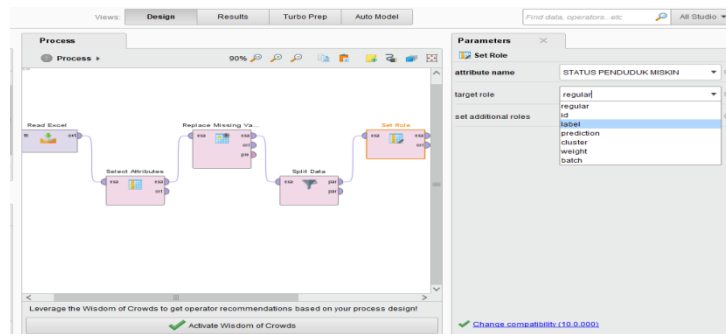 Views:
Design
Results
Turbo Prep
Auto Model
Find data, operators...etc
All Studio
Process
Process
90%
Read Excel
out
Select Attributes
exa
exa
ori
Replace Missing Va...
exa
exa
ori
pre
Split Data
exa
par
par
Set Role
exa
exa
ori
Leverage the Wisdom of Crowds to get operator recommendations based on your process design!
Activate Wisdom of Crowds
Parameters
Set Role
attribute name
STATUS PENDUDUK MISKIN
target role
regular
regular
id
label
prediction
cluster
weight
batch
set additional roles
Change compatibility (10.0.000)